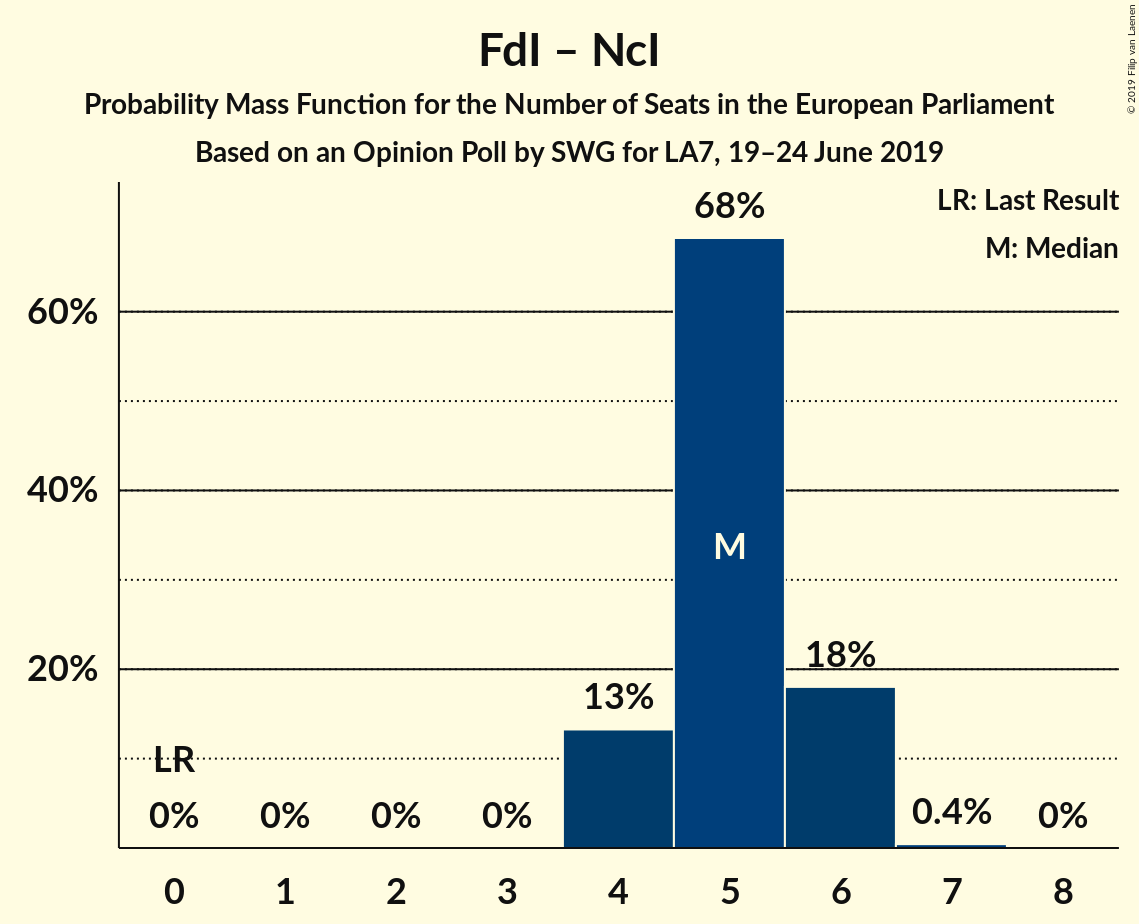 FdI – NcI
Probability Mass Function for the Number of Seats in the European Parliament
Based on an Opinion Poll by SWG for LA7, 19–24 June 2019
© 2019 Filip van Laenen
LR: Last Result
M: Median
68%
60%
40%
M
20%
18%
13%
LR
0% 0% 0% 0% 0.4% 0%
0 1 2 3 4 5 6 7 8